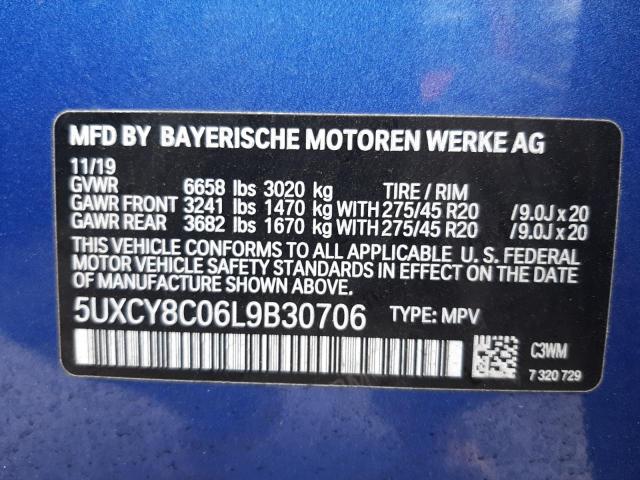 MFD BY BAYERISCHE MOTOREN WERKE AG
11/19
GVWR 6658 lbs 3020 kg TIRE / RIM
GAWR FRONT 3241 lbs 1470 kg WITH 275/45 R20 /9.0J x 20
GAWR REAR 3682 lbs 1670 kg WITH 275/45 R20 /9.0J x 20
THIS VEHICLE CONFORMS TO ALL APPLICABLE U. S. FEDERAL
MOTOR VEHICLE SAFETY STANDARDS IN EFFECT ON THE
DATE OF MANUFACTURE SHOWN ABOVE.
5UXCY8C06L9B30706 TYPE: MPV
C3WM
7 320 729